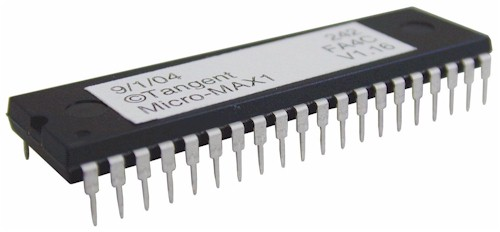 9/1/04
©Tangent
Micro-MAX1
242
FA4C
V1.16